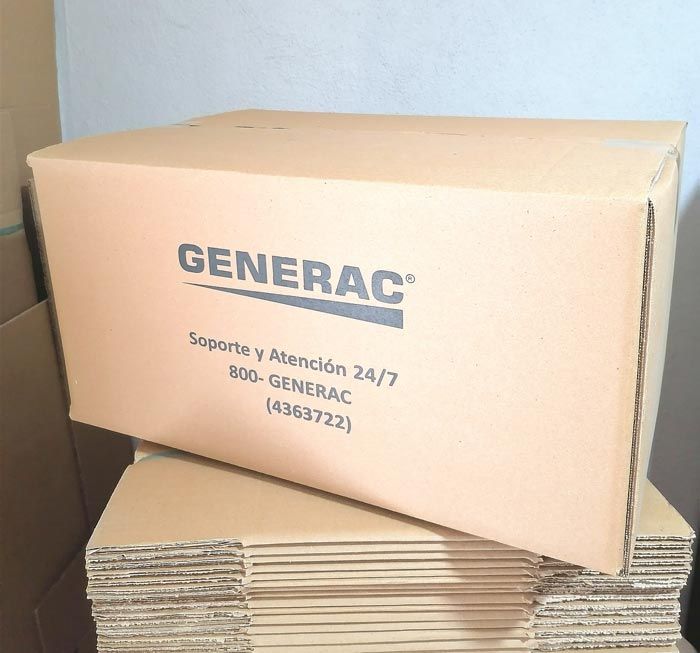 GENERAC®
Soporte y Atención 24/7
800- GENERAC
(4363722)